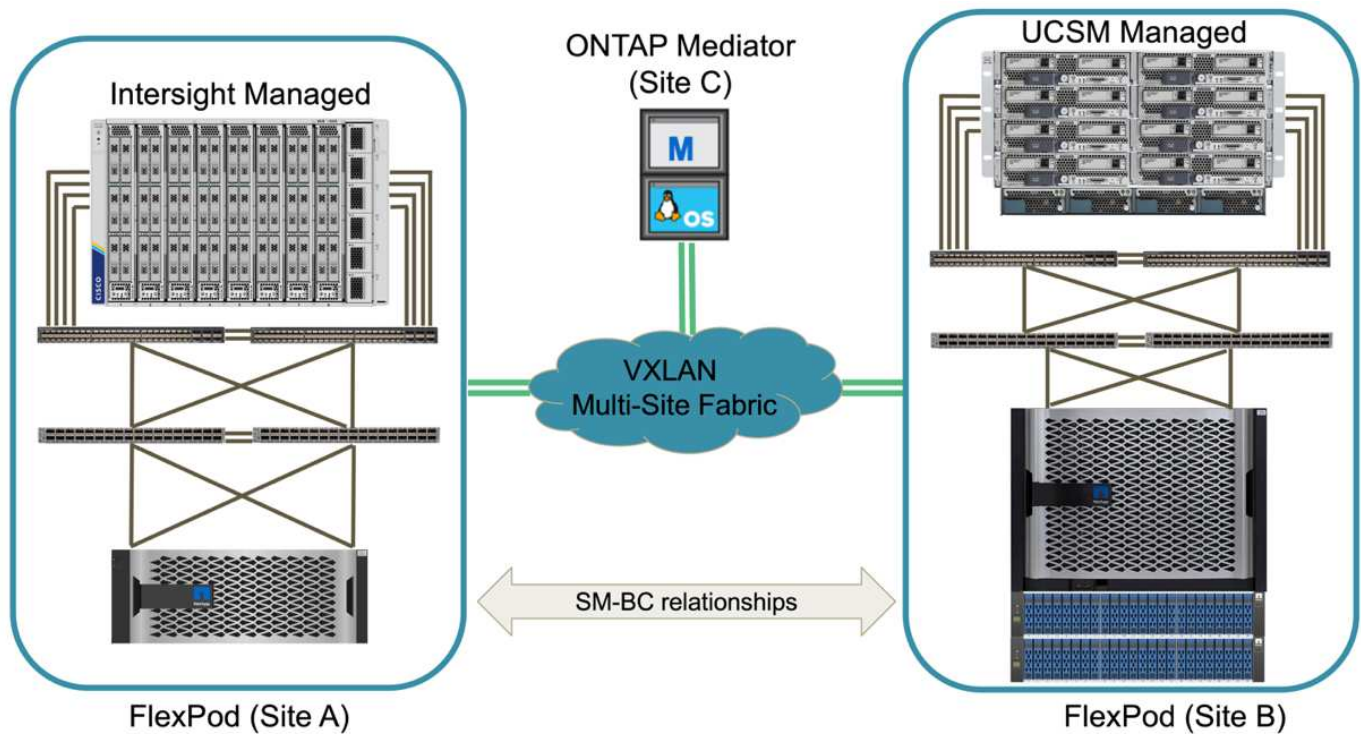 UCSM Managed
ONTAP Mediator
(Site C)
Intersight Managed
M
OS
CISCO
VXLAN
Multi-Site Fabric
SM-BC relationships
FlexPod (Site A)
FlexPod (Site B)